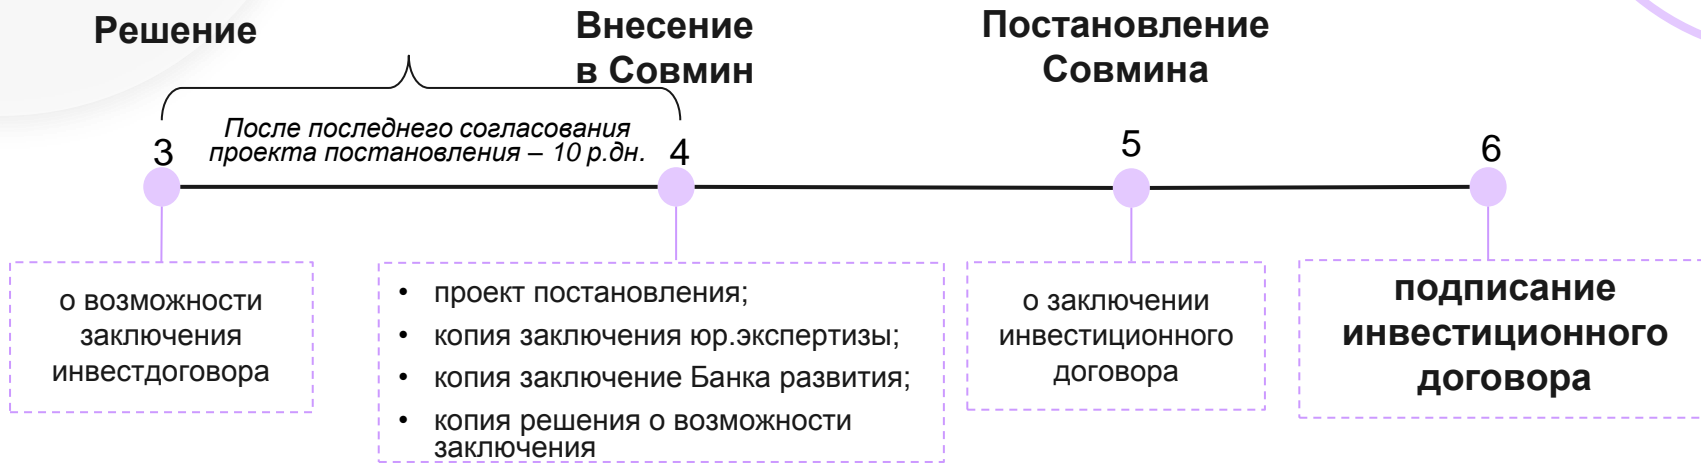 Решение
Внесение
в Совмин
Постановление
Совмина
После последнего согласования
проекта постановления – 10 р.дн.
3
4
5
6
о возможности
заключения
инвестдоговора
• проект постановления;
• копия заключения юр.экспертизы;
• копия заключение Банка развития;
• копия решения о возможности
заключения
о заключении
инвестиционного
договора
подписание
инвестиционного
договора